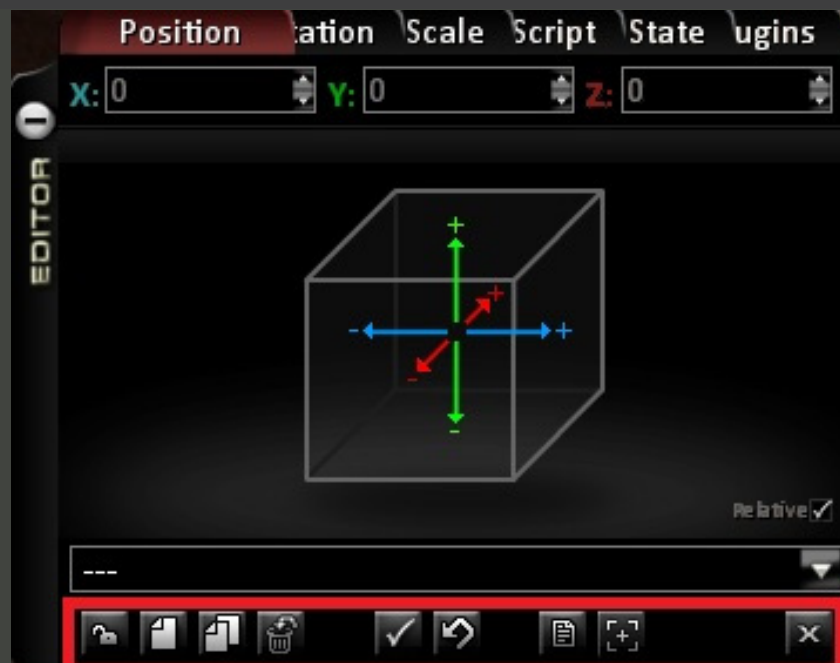 Position tation Scale Script State ugins
X: 0 Y: 0 Z: 0
EDITOR
+
+
- +
-
-
Relative
---